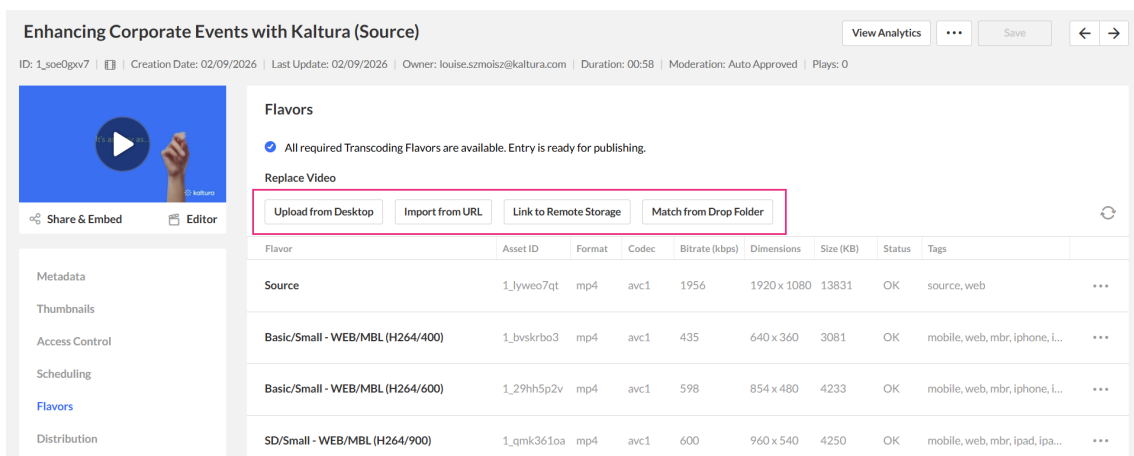 Enhancing Corporate Events with Kaltura (Source)
View Analytics
Save
ID: 1_soe0gxv7 | Creation Date: 02/09/2026 | Last Update: 02/09/2026 | Owner: louise.szmoisz@kaltura.com | Duration: 00:58 | Moderation: Auto Approved | Plays: 0
kaltura
Share & Embed
Editor
Metadata
Thumbnails
Access Control
Scheduling
Flavors
Distribution
Flavors
All required Transcoding Flavors are available. Entry is ready for publishing.
Replace Video
Upload from Desktop
Import from URL
Link to Remote Storage
Match from Drop Folder
Flavor Asset ID Format Codec Bitrate (kbps) Dimensions Size (KB) Status Tags
Source 1_lyweo7qt mp4 avc1 1956 1920 x 1080 13831 OK source, web
Basic/Small - WEB/MBL (H264/400) 1_bvskrbo3 mp4 avc1 435 640 x 360 3081 OK mobile, web, mbr, iphone, i...
Basic/Small - WEB/MBL (H264/600) 1_29hh5p2v mp4 avc1 598 854 x 480 4233 OK mobile, web, mbr, iphone, i...
SD/Small - WEB/MBL (H264/900) 1_qmk361oa mp4 avc1 600 960 x 540 4250 OK mobile, web, mbr, ipad, ipa...